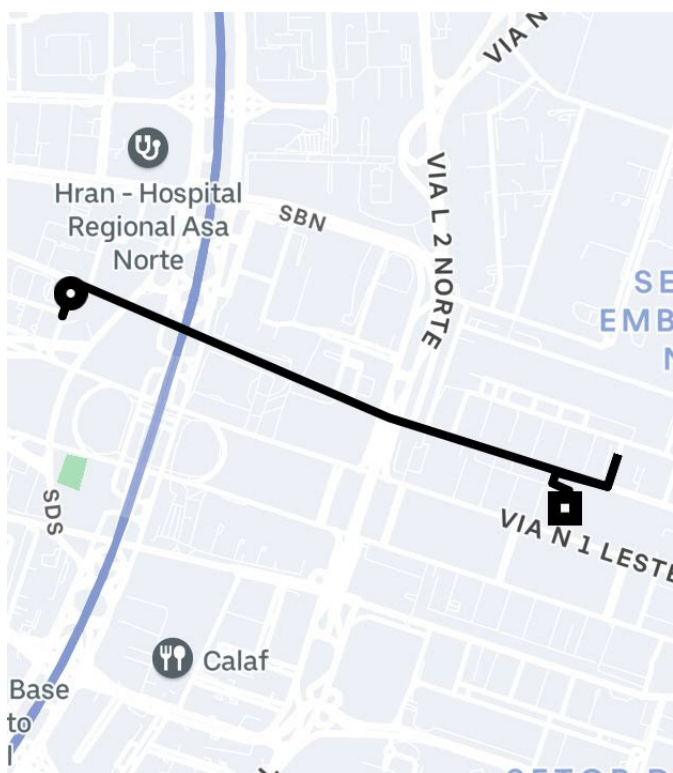 VIA N
Hran - Hospital
Regional Asa
Norte
SBN
VIA L 2 NORTE
SE
EMB
N
SDS
VIA N 1 LESTE
Calaf
Base
to
l